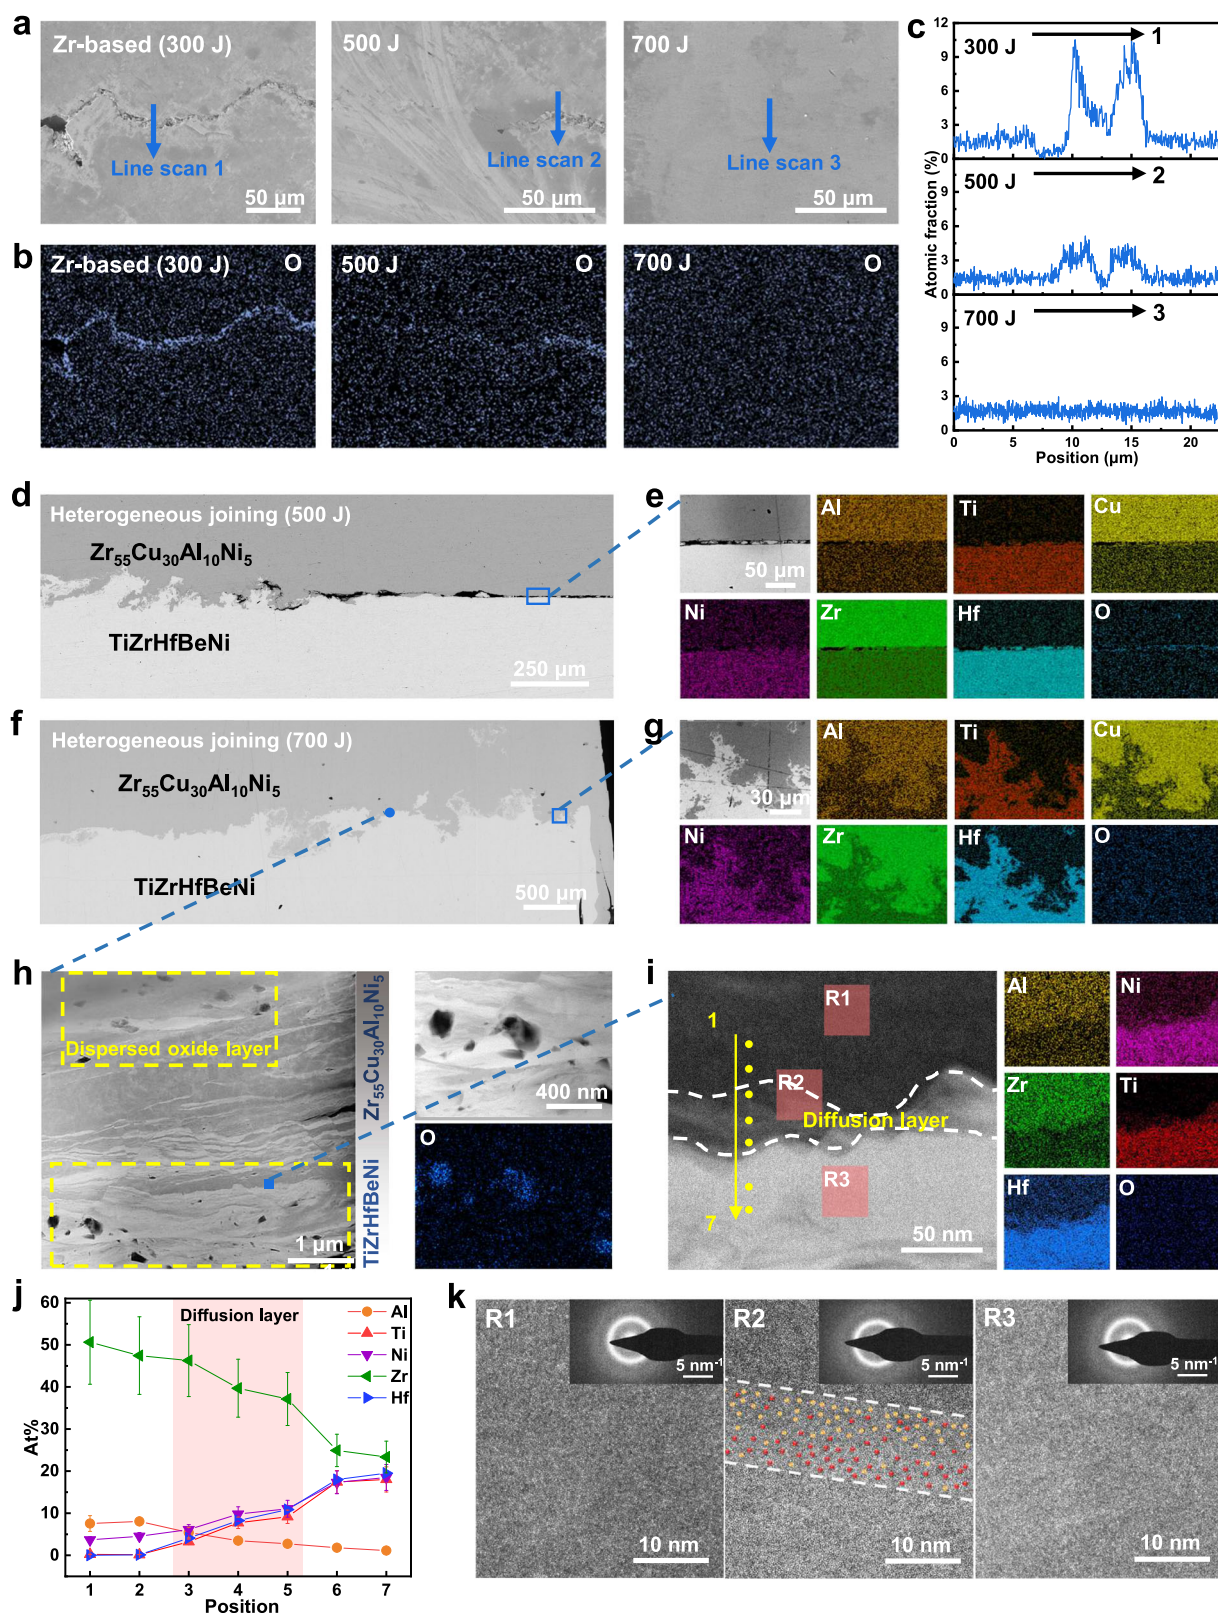 a
Zr-based (300 J)
500 J
700 J
Line scan 1
Line scan 2
Line scan 3
50 µm
50 µm
50 µm
b
Zr-based (300 J)
O
500 J
O
700 J
O
c
Atomic fraction (%)
300 J
1
12
9
6
3
0
500 J
2
9
6
3
0
700 J
3
9
6
3
0
0
5
10
15
20
Position (µm)
d
Heterogeneous joining (500 J)
Zr55Cu30Al10Ni5
TiZrHfBeNi
250 µm
e
50 µm
Al
Ti
Cu
Ni
Zr
Hf
O
f
Heterogeneous joining (700 J)
Zr55Cu30Al10Ni5
TiZrHfBeNi
500 µm
g
30 µm
Al
Ti
Cu
Ni
Zr
Hf
O
h
Dispersed oxide layer
1 µm
Zr55Cu30Al10Ni5
TiZrHfBeNi
400 nm
O
i
R1
1
R2
Diffusion layer
R3
7
50 nm
Al
Ni
Zr
Ti
Hf
O
j
At%
60
50
40
30
20
10
0
Diffusion layer
Al
Ti
Ni
Zr
Hf
1
2
3
4
5
6
7
Position
k
R1
5 nm-1
10 nm
R2
5 nm-1
10 nm
R3
5 nm-1
10 nm